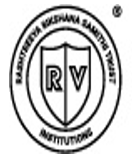 ®
RASHTREEYA SIKSHANA SAMITHI TRUST
RV
INSTITUTIONS